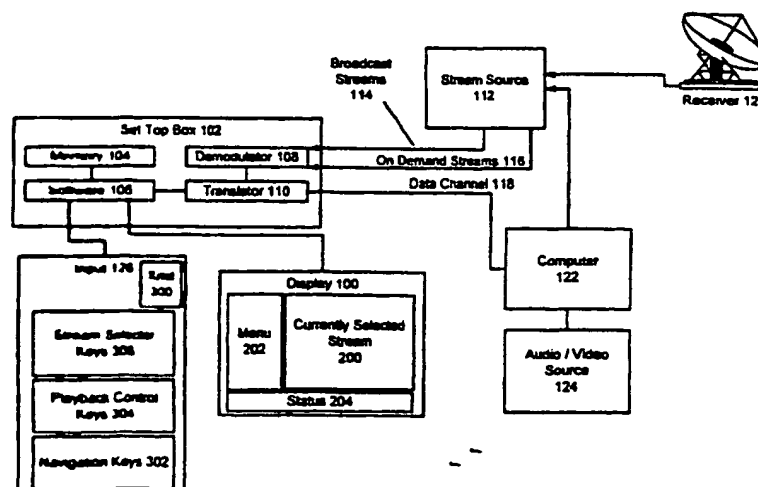 Broadcast
Streams
114
Stream Source
112
Receiver 12
Set Top Box 102
Memory 104
Demodulator 108
On Demand Streams 116
Software 106
Translator 110
Data Channel 118
Input 126
300
Display 100
Computer
122
Stream Selector
Keys 306
Menu
202
Currently Selected
Stream
200
Audio / Video
Source
124
Playback Control
Keys 304
Status 204
Navigation Keys 302